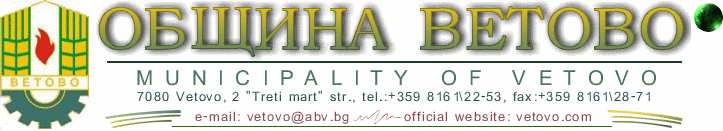 ОБЩИНА ВЕТОВО
ВЕТОВО
MUNICIPALITY OF VETOVO
7080 Vetovo, 2 "Treti mart" str., tel.:+359 8161\22-53, fax:+359 8161\28-71
e-mail: vetovo@abv.bg official website: vetovo.com